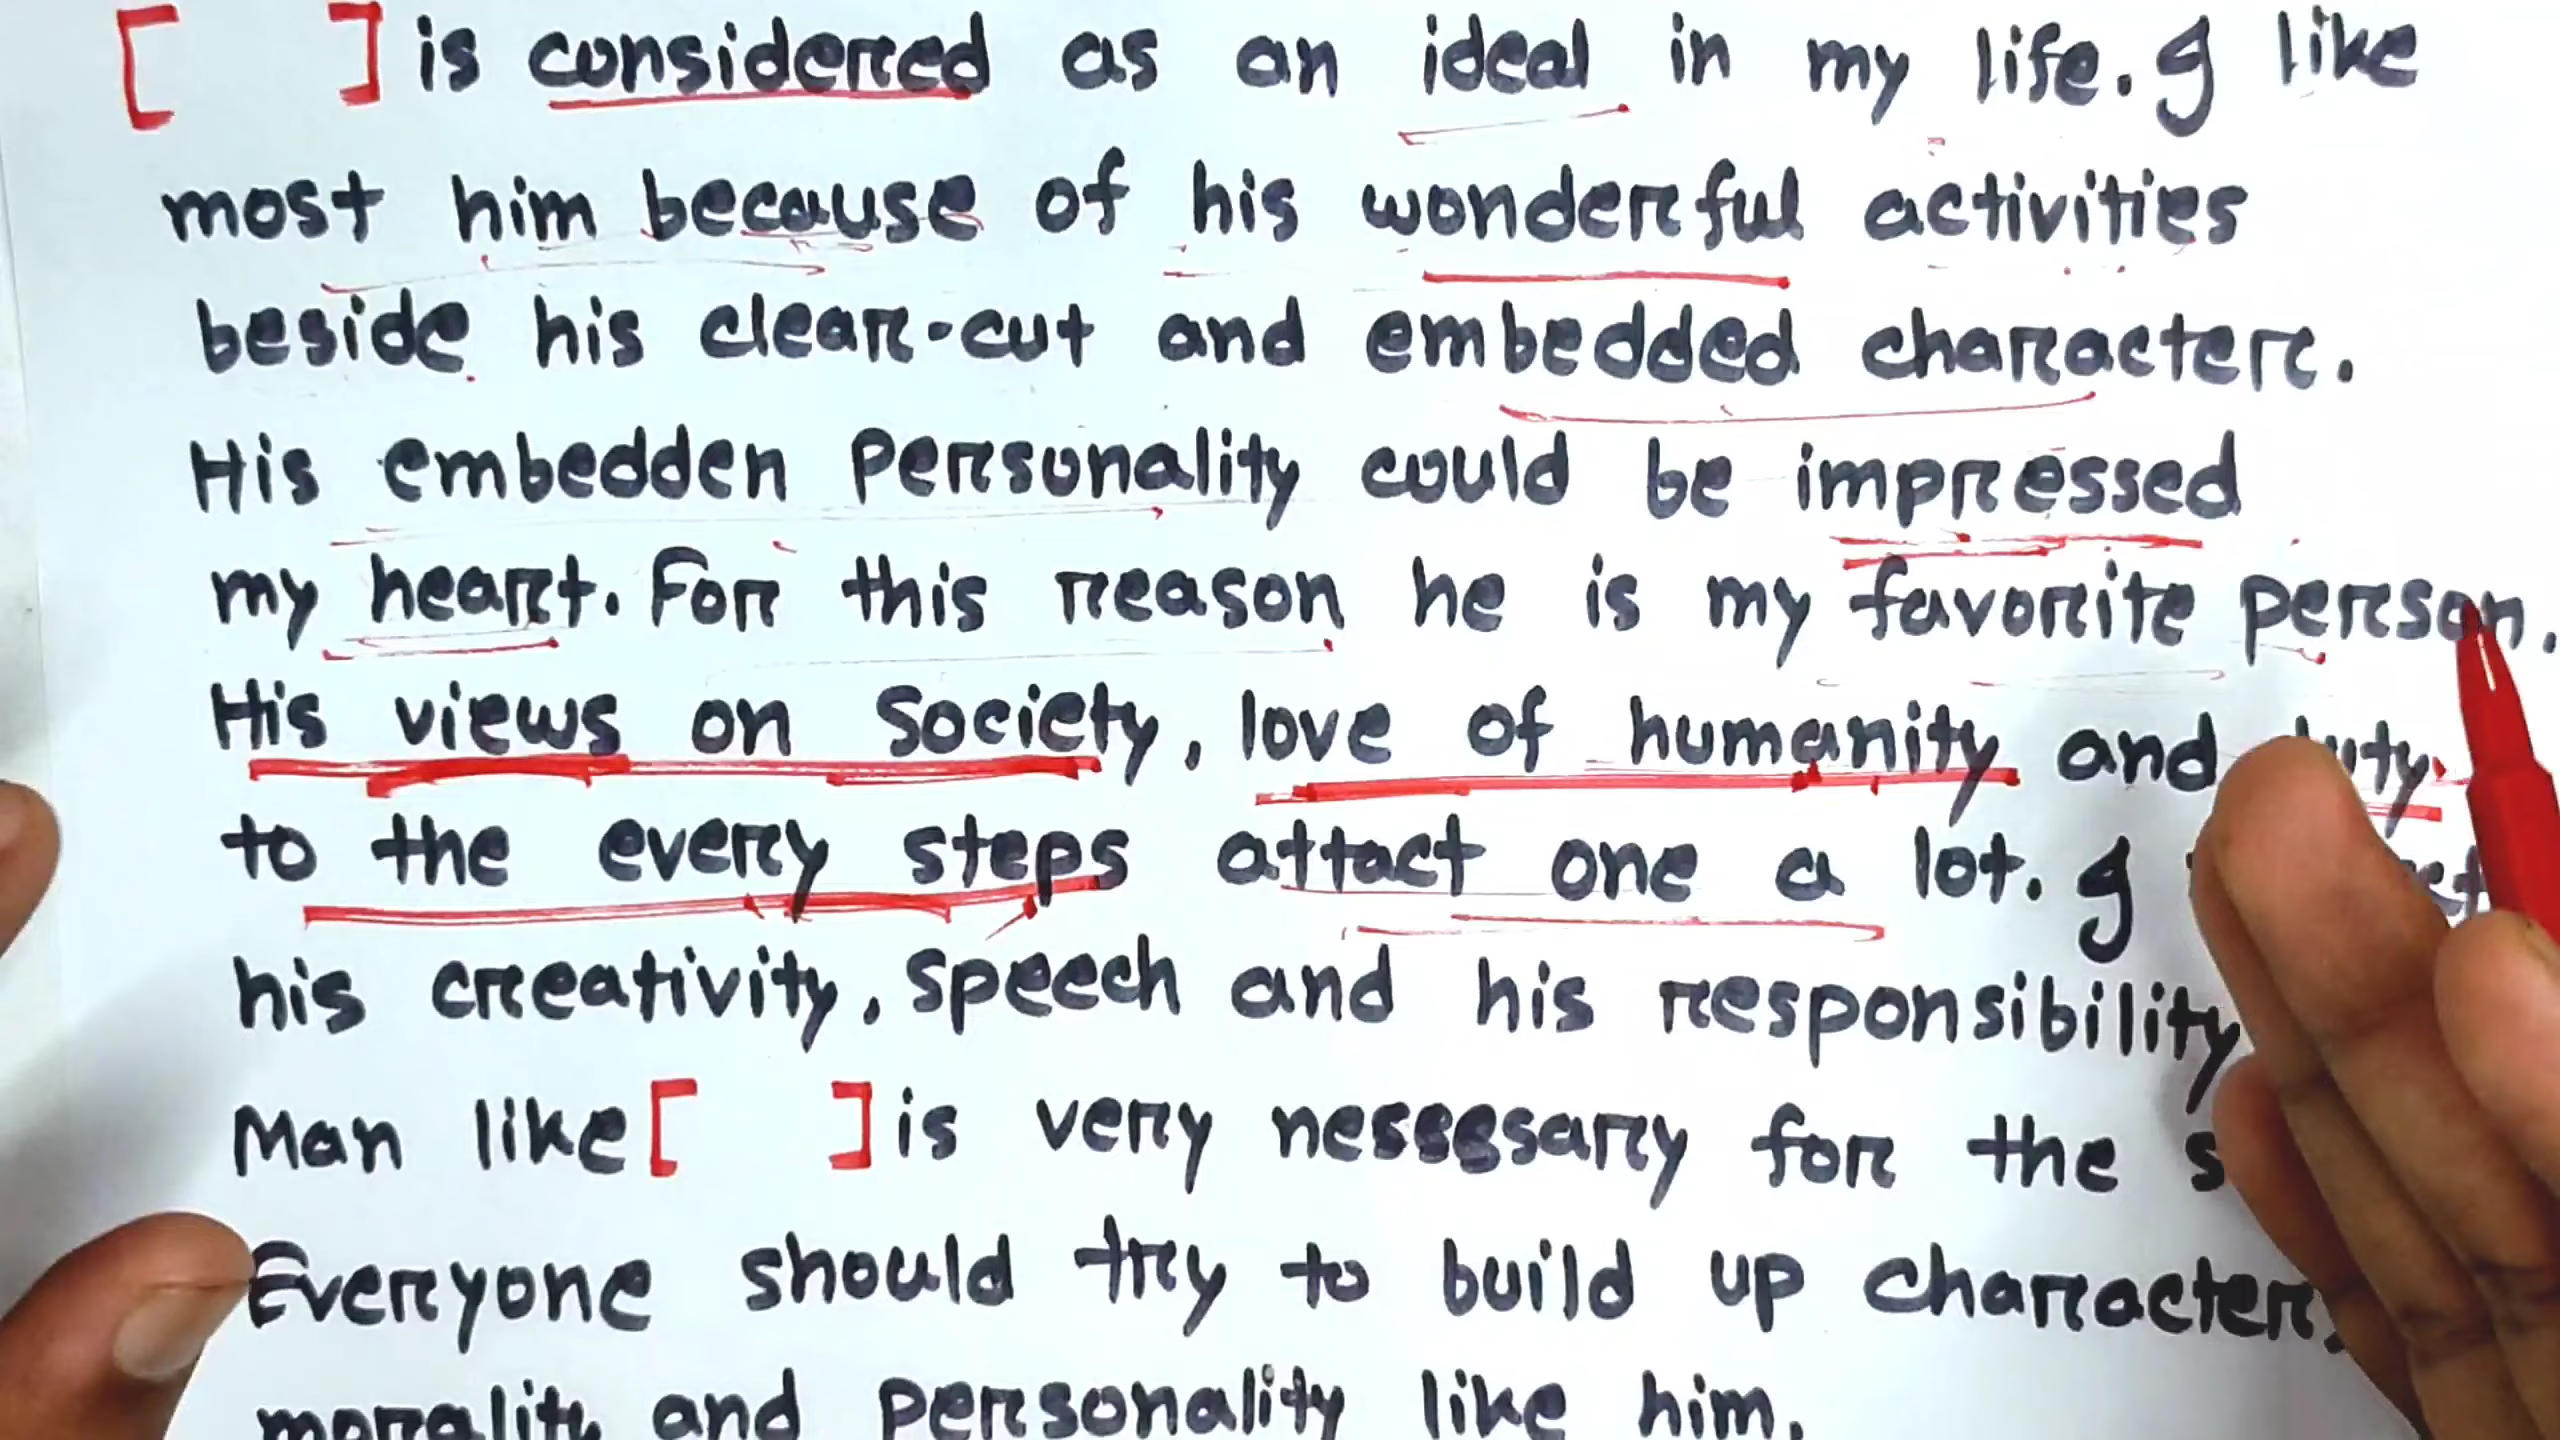 [ ] is considered as an ideal in my life. I like
most him because of his wonderful activities
beside his clear-cut and embedded character.
His embedden personality could be impressed
my heart. For this reason he is my favorite person.
His views on society, love of humanity and
to the every steps attact one a lot. I
his creativity, speech and his responsibility
Man like [ ] is very nesssesary for the
Everyone should try to build up character,
morality and personality like him.